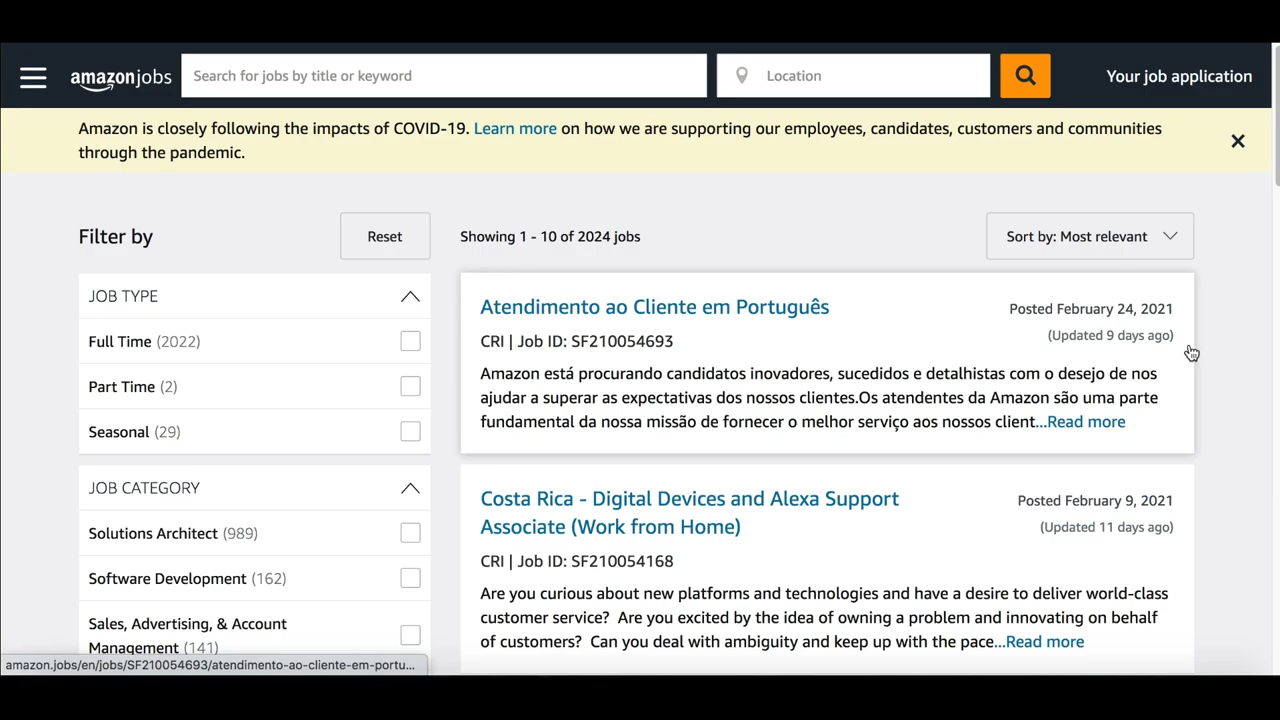 amazonjobs
Search for jobs by title or keyword
Location
Your job application
Amazon is closely following the impacts of COVID-19. Learn more on how we are supporting our employees, candidates, customers and communities
through the pandemic.
Filter by
Reset
Showing 1 - 10 of 2024 jobs
Sort by: Most relevant
JOB TYPE
Full Time (2022)
Part Time (2)
Seasonal (29)
JOB CATEGORY
Solutions Architect (989)
Software Development (162)
Sales, Advertising, & Account
Management (141)
Atendimento ao Cliente em Português
Posted February 24, 2021
(Updated 9 days ago)
CRI | Job ID: SF210054693
Amazon está procurando candidatos inovadores, sucedidos e detalhistas com o desejo de nos
ajudar a superar as expectativas dos nossos clientes.Os atendentes da Amazon são uma parte
fundamental da nossa missão de fornecer o melhor serviço aos nossos client...Read more
Costa Rica - Digital Devices and Alexa Support
Associate (Work from Home)
Posted February 9, 2021
(Updated 11 days ago)
CRI | Job ID: SF210054168
Are you curious about new platforms and technologies and have a desire to deliver world-class
customer service?  Are you excited by the idea of owning a problem and innovating on behalf
of customers?  Can you deal with ambiguity and keep up with the pace...Read more
amazon.jobs/en/jobs/SF210054693/atendimento-ao-cliente-em-portu...